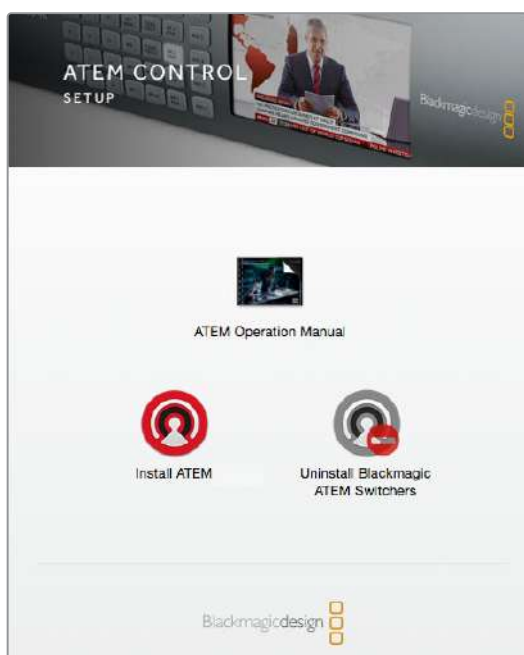 ATEM CONTROL
SETUP
Blackmagicdesign
ATEM Operation Manual
Install ATEM
Uninstall Blackmagic
ATEM Switchers
Blackmagicdesign